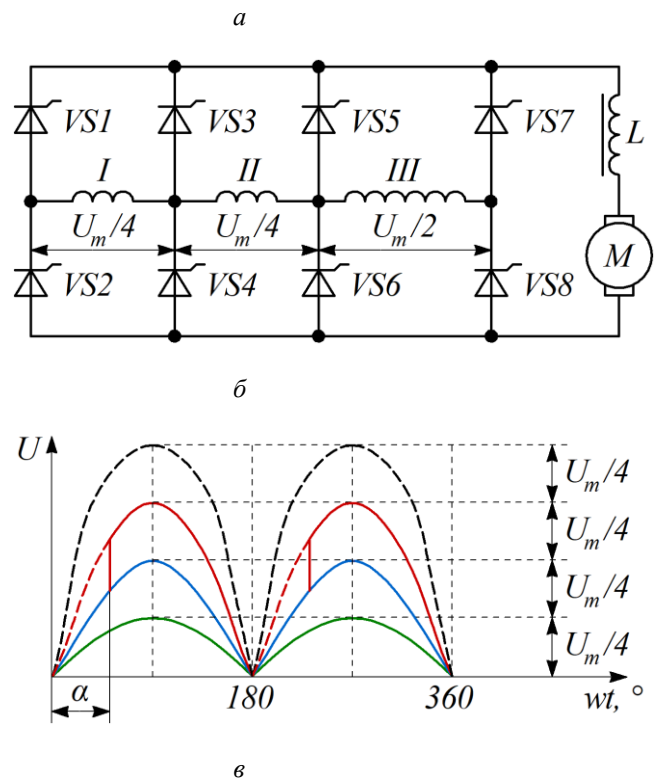 а
VS1 VS3 VS5 VS7
L
I II III
U_m/4 U_m/4 U_m/2
M
VS2 VS4 VS6 VS8
б
U
U_m/4
U_m/4
U_m/4
U_m/4
α
180 360 wt, °
в